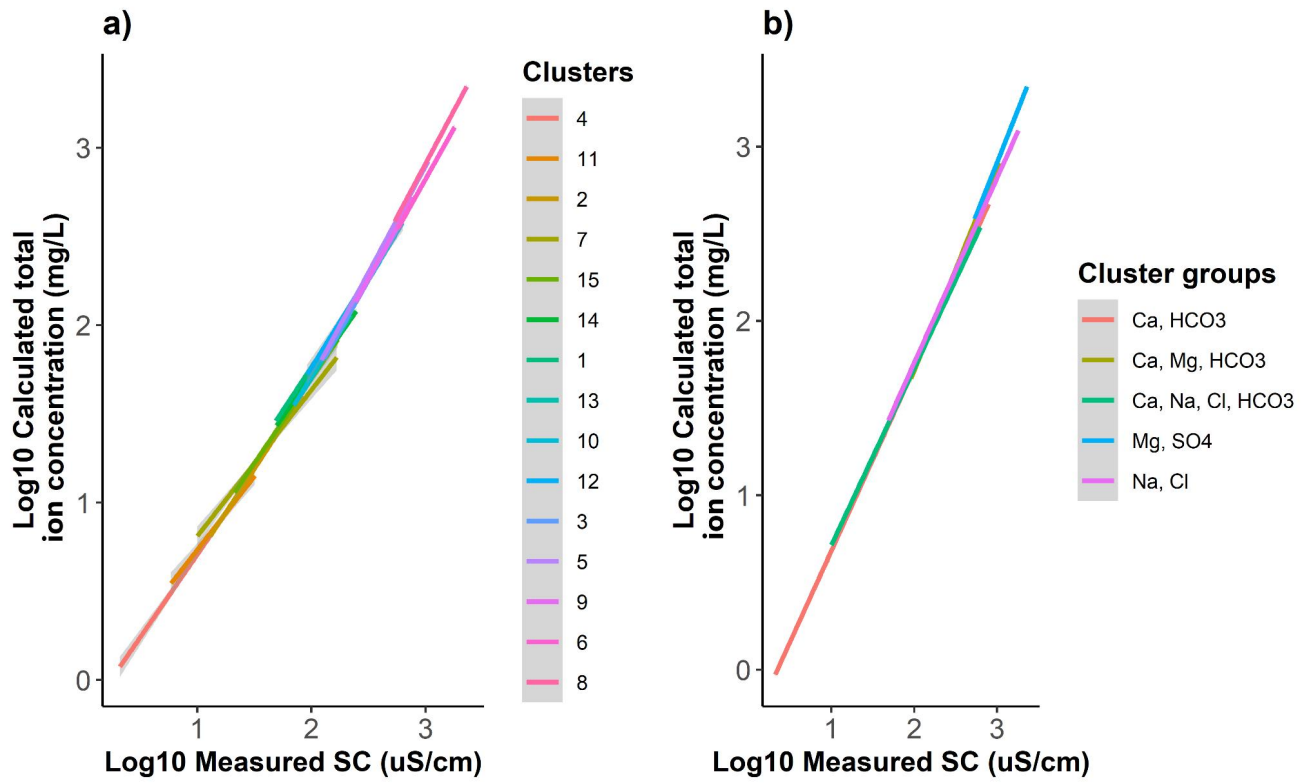 a)
Log10 Calculated total
ion concentration (mg/L)
3
2
1
0
1
2
3
Log10 Measured SC (uS/cm)
Clusters
4
11
2
7
15
14
1
13
10
12
3
5
9
6
8
b)
Log10 Calculated total
ion concentration (mg/L)
3
2
1
0
1
2
3
Log10 Measured SC (uS/cm)
Cluster groups
Ca, HCO3
Ca, Mg, HCO3
Ca, Na, Cl, HCO3
Mg, SO4
Na, Cl